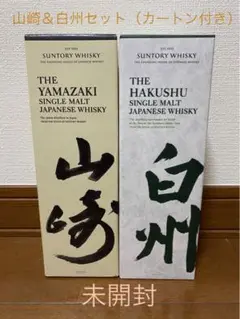 山崎&白州セット（カートン付き）
SUNTORY WHISKY
THE
YAMAZAKI
SINGLE MALT
JAPANESE WHISKY
山崎
SUNTORY WHISKY
THE
HAKUSHU
SINGLE MALT
JAPANESE WHISKY
白州
未開封